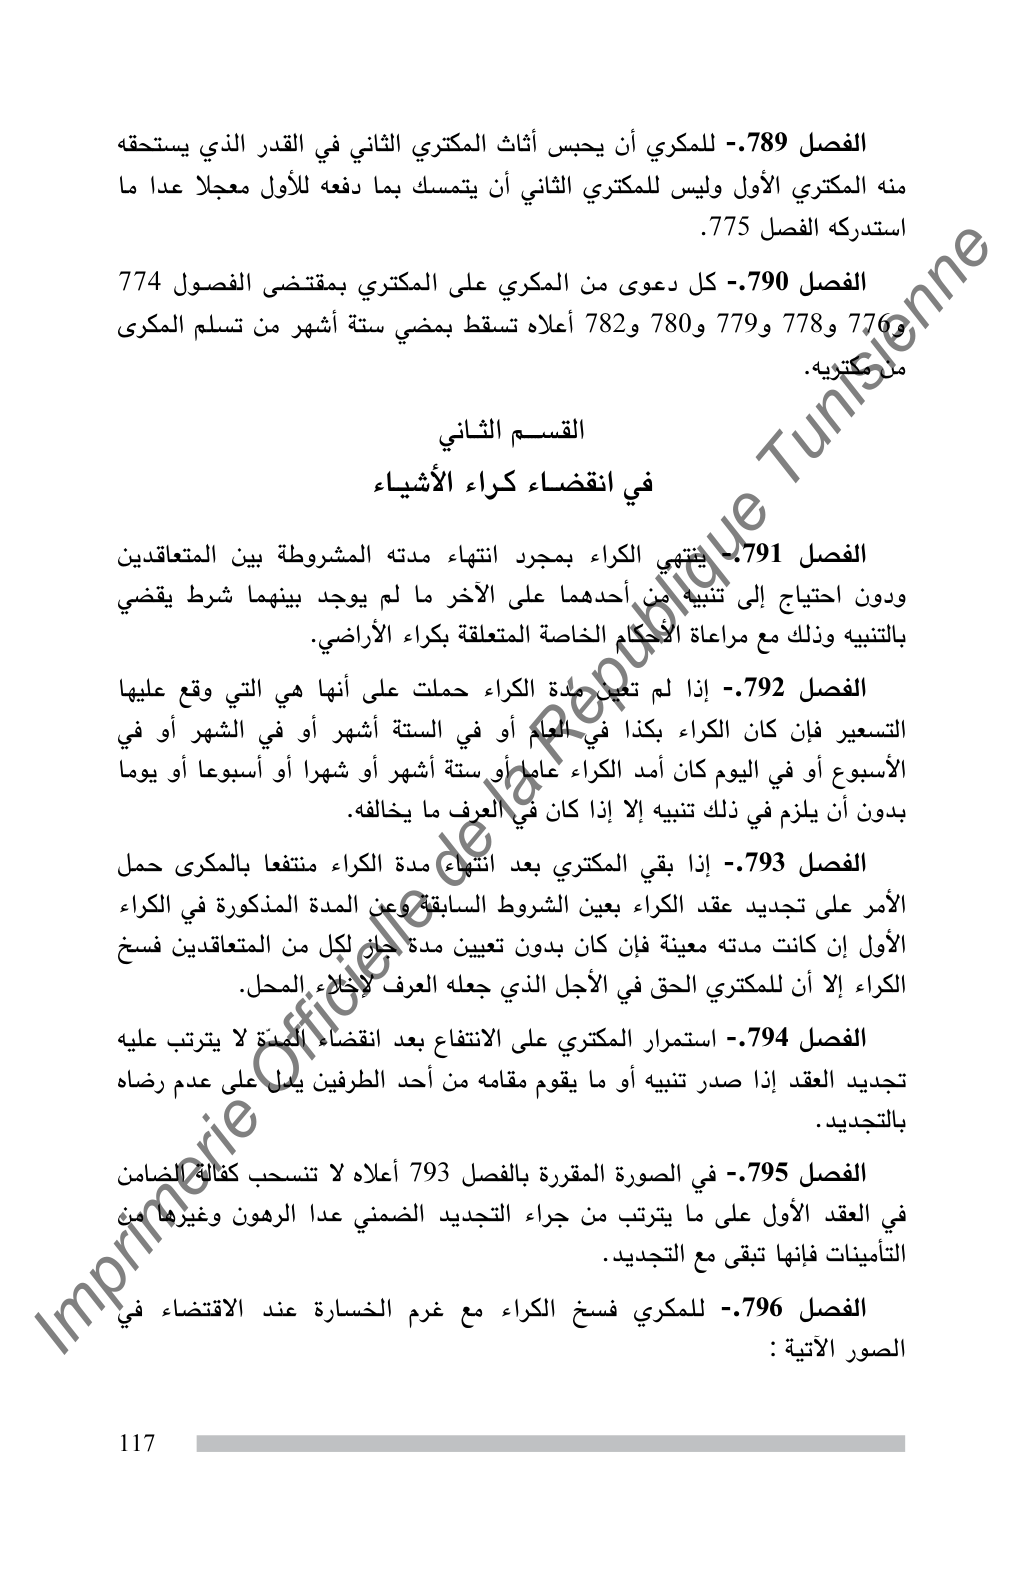 الفصل 789.- للمكري أن يحبس أثاث المكتري الثاني في القدر الذي يستحقه
منه المكتري الأول وليس للمكتري الثاني أن يتمسك بما دفعه للأول معجلا عدا ما
استدركه الفصل 775.
الفصل 790.- كل دعوى من المكري على المكتري بمقتضى الفصول 774
و776 و778 و779 و780 و782 أعلاه تسقط بمضي ستة أشهر من تسلم المكرى
من مكتريه.
القســـم الثــاني
في انقضــاء كــراء الأشيــاء
الفصل 791.- ينتهي الكراء بمجرد انتهاء مدته المشروطة بين المتعاقدين
ودون احتياج إلى تنبيه من أحدهما على الآخر ما لم يوجد بينهما شرط يقضي
بالتنبيه وذلك مع مراعاة الأحكام الخاصة المتعلقة بكراء الأراضي.
الفصل 792.- إذا لم تعين مدة الكراء حملت على أنها هي التي وقع عليها
التسعير فإن كان الكراء بكذا في العام أو في الستة أشهر أو في الشهر أو في
الأسبوع أو في اليوم كان أمد الكراء عاما أو ستة أشهر أو شهرا أو أسبوعا أو يوما
بدون أن يلزم في ذلك تنبيه إلا إذا كان في العرف ما يخالفه.
الفصل 793.- إذا بقي المكتري بعد انتهاء مدة الكراء منتفعا بالمكرى حمل
الأمر على تجديد عقد الكراء بعين الشروط السابقة وعن المدة المذكورة في الكراء
الأول إن كانت مدته معينة فإن كان بدون تعيين مدة جاز لكل من المتعاقدين فسخ
الكراء إلا أن للمكتري الحق في الأجل الذي جعله العرف لإخلاء المحل.
الفصل 794.- استمرار المكتري على الانتفاع بعد انقضاء المدّة لا يترتب عليه
تجديد العقد إذا صدر تنبيه أو ما يقوم مقامه من أحد الطرفين يدل على عدم رضاه
بالتجديد.
الفصل 795.- في الصورة المقررة بالفصل 793 أعلاه لا تنسحب كفالة الضامن
في العقد الأول على ما يترتب من جراء التجديد الضمني عدا الرهون وغيرها من
التأمينات فإنها تبقى مع التجديد.
الفصل 796.- للمكري فسخ الكراء مع غرم الخسارة عند الاقتضاء في
الصور الآتية :
117
Imprimerie Officielle de la République Tunisienne